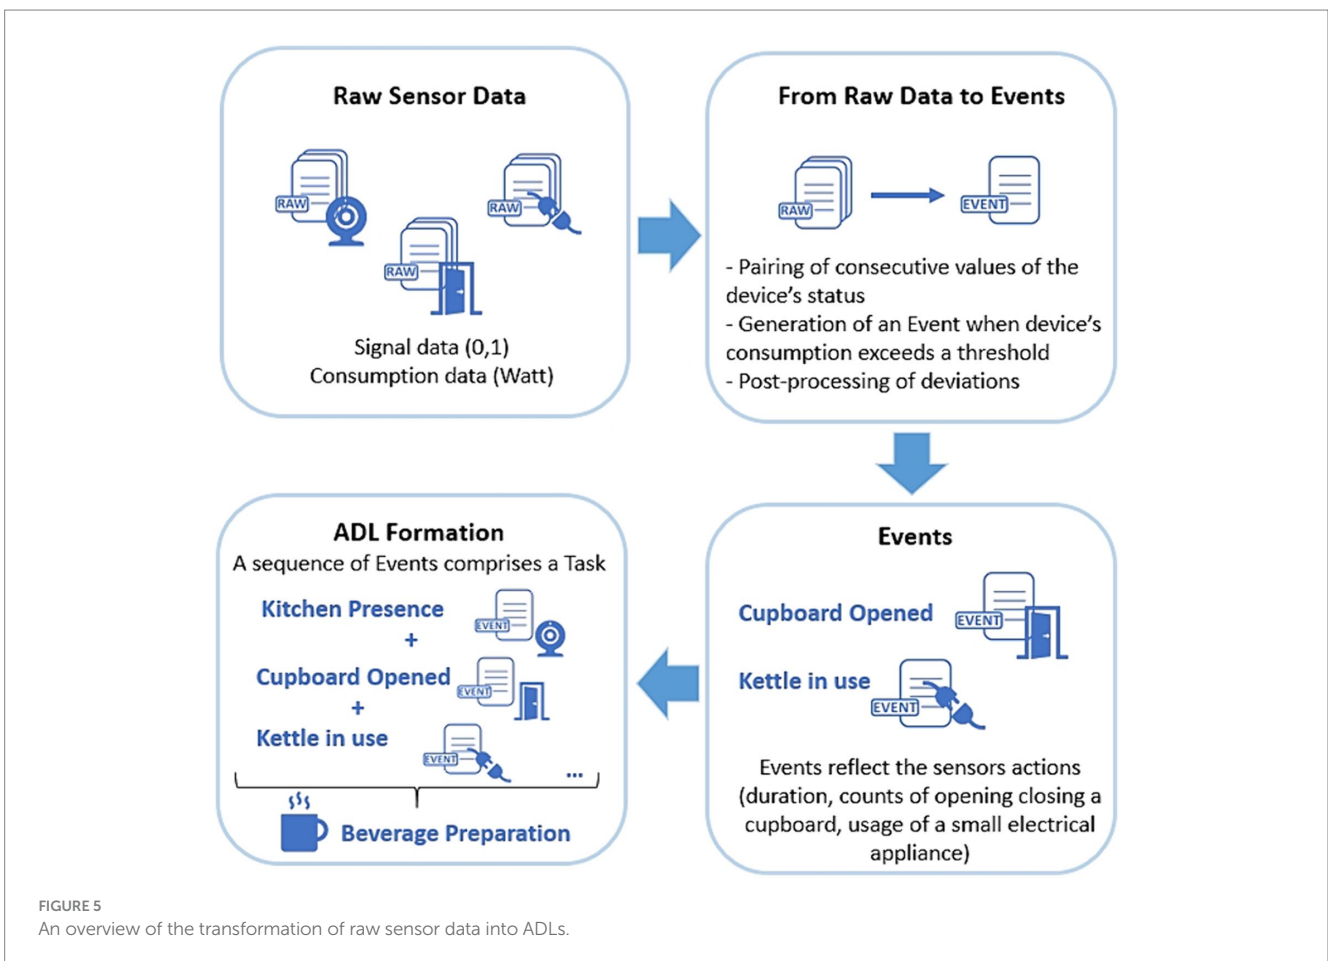 Raw Sensor Data
RAW
RAW
RAW
Signal data (0,1)
Consumption data (Watt)
From Raw Data to Events
RAW
EVENT
- Pairing of consecutive values of the
device's status
- Generation of an Event when device's
consumption exceeds a threshold
- Post-processing of deviations
Events
Cupboard Opened
EVENT
Kettle in use
EVENT
Events reflect the sensors actions
(duration, counts of opening closing a
cupboard, usage of a small electrical
appliance)
ADL Formation
A sequence of Events comprises a Task
Kitchen Presence
EVENT
+
Cupboard Opened
EVENT
+
Kettle in use
EVENT
...
Beverage Preparation
FIGURE 5
An overview of the transformation of raw sensor data into ADLs.